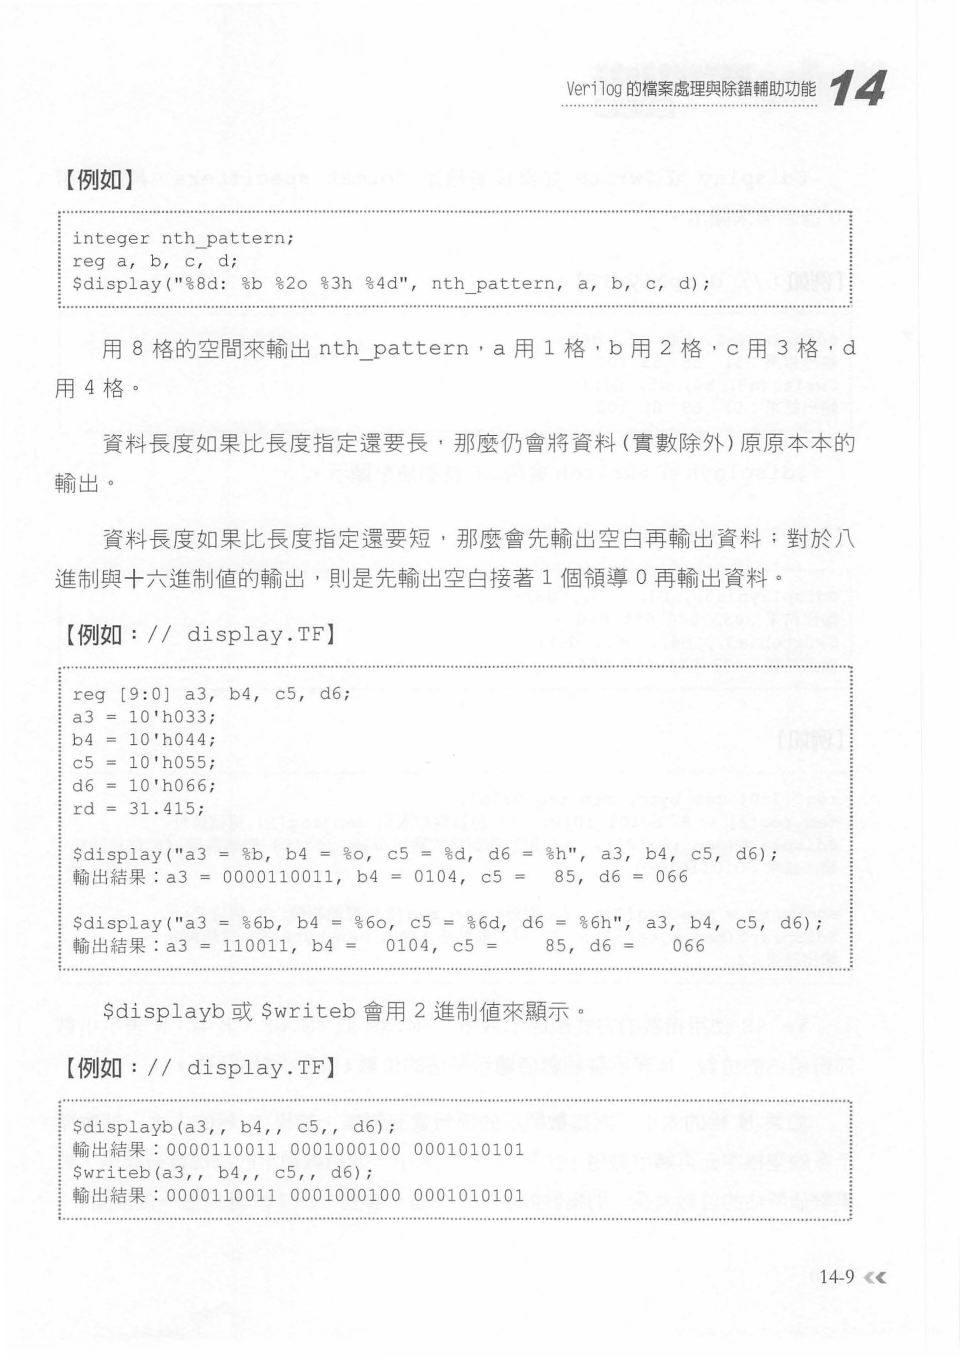 Verilog 的檔案處理與除錯輔助功能 14
【例如】
integer nth_pattern;
reg a, b, c, d;
$display("%8d: %b %2o %3h %4d", nth_pattern, a, b, c, d);
用 8 格的空間來輸出 nth_pattern，a 用 1 格，b 用 2 格，c 用 3 格，d
用 4 格。
資料長度如果比長度指定還要長，那麼仍會將資料(實數除外)原原本本的
輸出。
資料長度如果比長度指定還要短，那麼會先輸出空白再輸出資料；對於八
進制與十六進制值的輸出，則是先輸出空白接著 1 個領導 0 再輸出資料。
【例如：// display.TF】
reg [9:0] a3, b4, c5, d6;
a3 = 10'h033;
b4 = 10'h044;
c5 = 10'h055;
d6 = 10'h066;
rd = 31.415;
$display("a3 = %b, b4 = %o, c5 = %d, d6 = %h", a3, b4, c5, d6);
輸出結果：a3 = 0000110011, b4 = 0104, c5 =   85, d6 = 066
$display("a3 = %6b, b4 = %6o, c5 = %6d, d6 = %6h", a3, b4, c5, d6);
輸出結果：a3 = 110011, b4 =   0104, c5 =     85, d6 =    066
$displayb 或 $writeb 會用 2 進制值來顯示。
【例如：// display.TF】
$displayb(a3,, b4,, c5,, d6);
輸出結果：0000110011 0001000100 0001010101
$writeb(a3,, b4,, c5,, d6);
輸出結果：0000110011 0001000100 0001010101
14-9